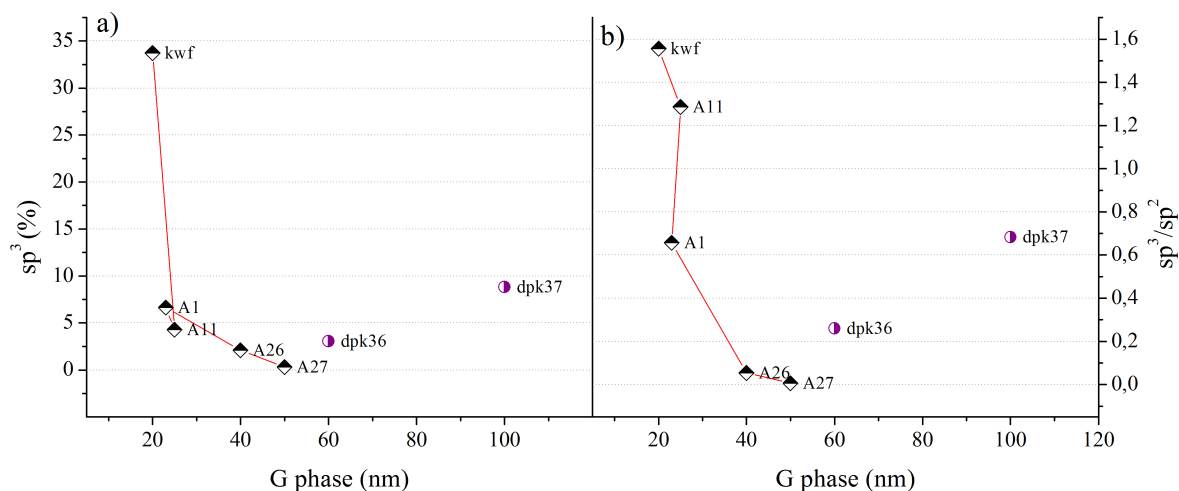 a)
35
30
25
20
15
10
5
0
sp³ (%)
kwf
A1
A11
A26
A27
dpk36
dpk37
20
40
60
80
100
G phase (nm)
b)
kwf
A11
A1
A26
A27
dpk36
dpk37
1,6
1,4
1,2
1,0
0,8
0,6
0,4
0,2
0,0
sp³/sp²
20
40
60
80
100
120
G phase (nm)